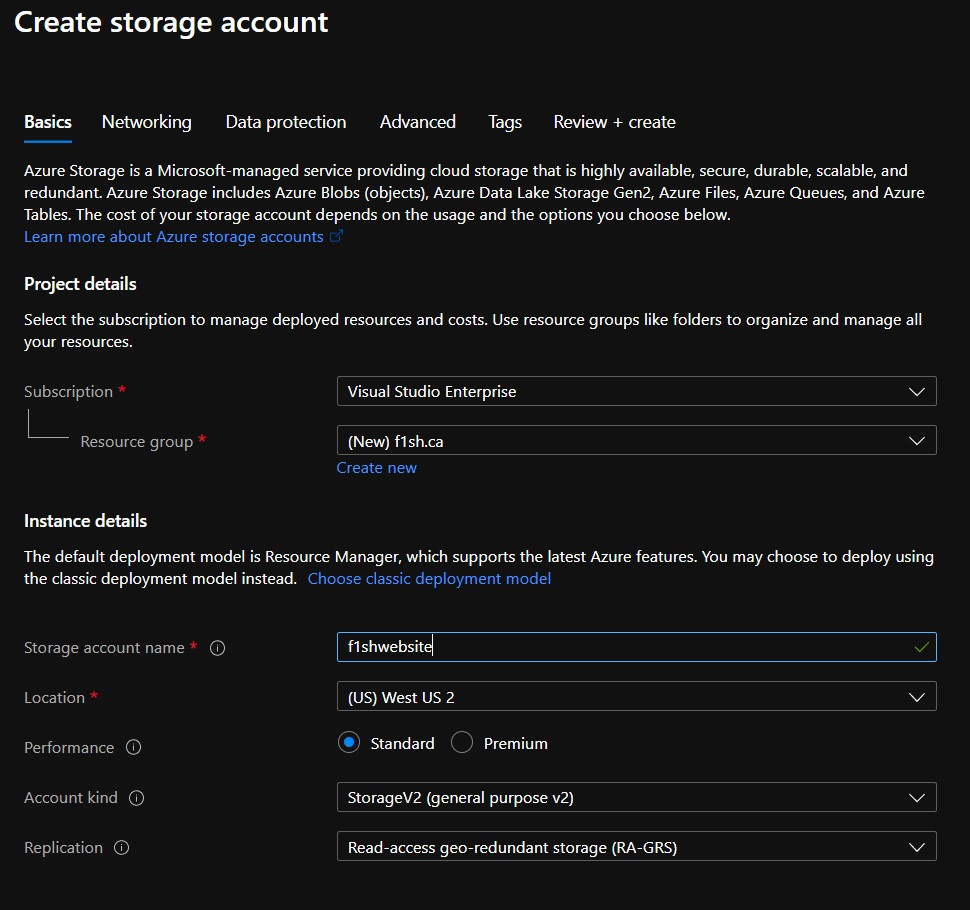 Create storage account
Basics Networking Data protection Advanced Tags Review + create
Azure Storage is a Microsoft-managed service providing cloud storage that is highly available, secure, durable, scalable, and
redundant. Azure Storage includes Azure Blobs (objects), Azure Data Lake Storage Gen2, Azure Files, Azure Queues, and Azure
Tables. The cost of your storage account depends on the usage and the options you choose below.
Learn more about Azure storage accounts
Project details
Select the subscription to manage deployed resources and costs. Use resource groups like folders to organize and manage all
your resources.
Subscription * Visual Studio Enterprise
Resource group * (New) f1sh.ca
Create new
Instance details
The default deployment model is Resource Manager, which supports the latest Azure features. You may choose to deploy using
the classic deployment model instead. Choose classic deployment model
Storage account name * f1shwebsite
Location * (US) West US 2
Performance Standard Premium
Account kind StorageV2 (general purpose v2)
Replication Read-access geo-redundant storage (RA-GRS)